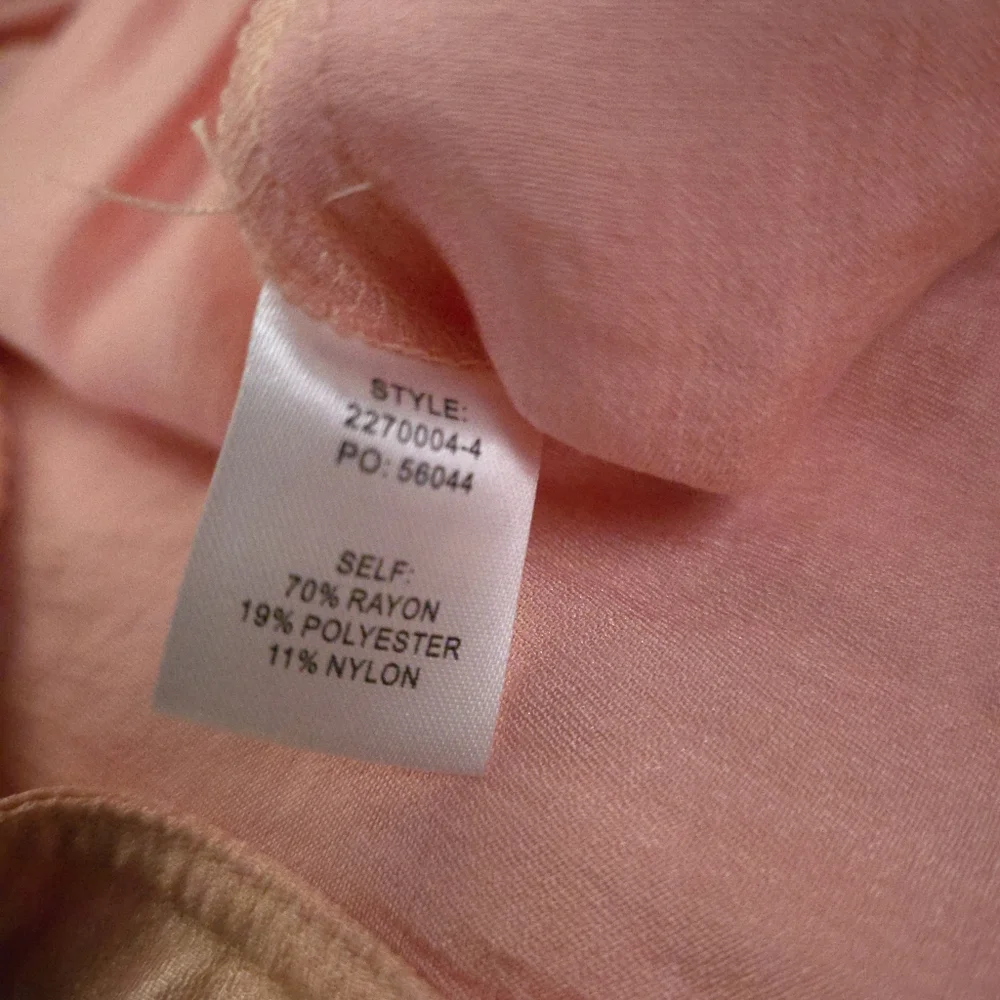 STYLE:
2270004-4
PO: 56044
SELF:
70% RAYON
19% POLYESTER
11% NYLON